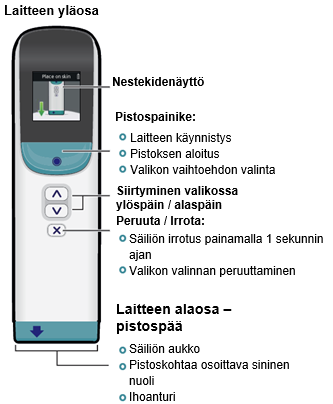 Laitteen yläosa
Place on skin
Nestekidenäyttö
Pistospainike:
Laitteen käynnistys
Pistoksen aloitus
Valikon vaihtoehdon valinta
Siirtyminen valikossa
ylöspäin / alaspäin
Peruuta / Irrota:
Säiliön irrotus painamalla 1 sekunnin
ajan
Valikon valinnan peruuttaminen
Laitteen alaosa –
pistospää
Säiliön aukko
Pistoskohtaa osoittava sininen
nuoli
Ihoanturi